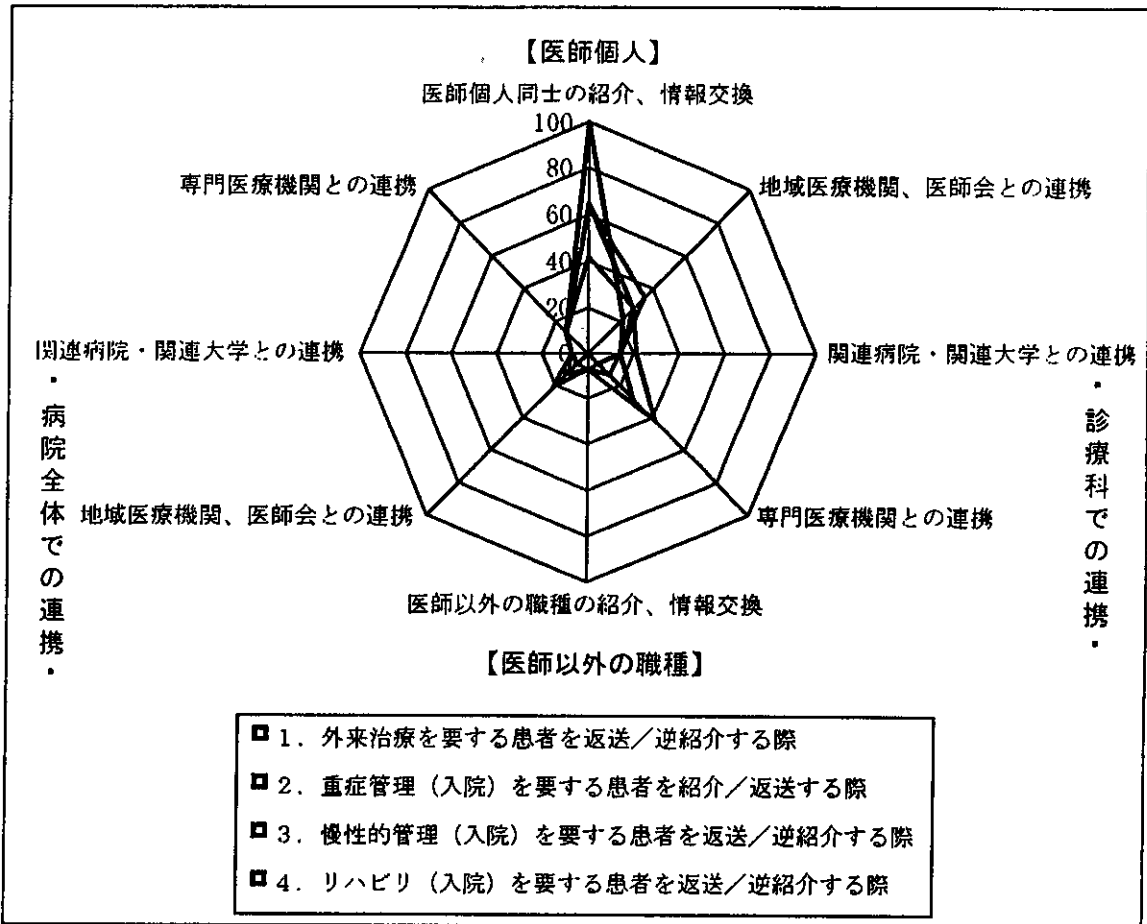 【医師個人】
医師個人同士の紹介、情報交換
100
80
60
40
20
0
専門医療機関との連携
地域医療機関、医師会との連携
関連病院・関連大学との連携
関連病院・関連大学との連携
・病院全体での連携・
・診療科での連携・
地域医療機関、医師会との連携
専門医療機関との連携
医師以外の職種の紹介、情報交換
【医師以外の職種】
1. 外来治療を要する患者を返送/逆紹介する際
2. 重症管理（入院）を要する患者を紹介/返送する際
3. 慢性的管理（入院）を要する患者を返送/逆紹介する際
4. リハビリ（入院）を要する患者を返送/逆紹介する際